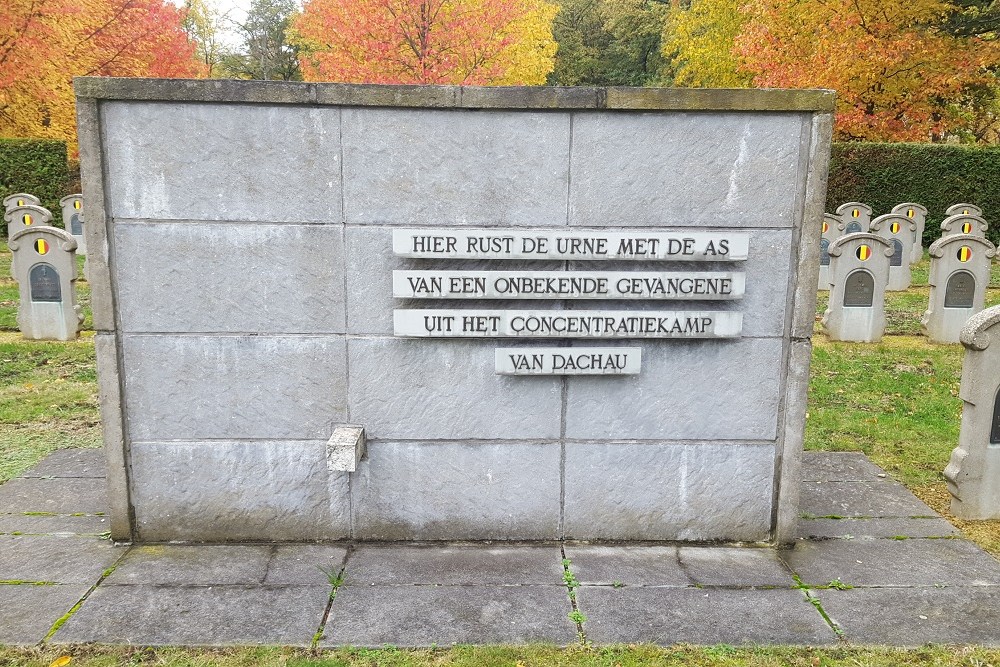 HIER RUST DE URNE MET DE AS
VAN EEN ONBEKENDE GEVANGENE
UIT HET CONCENTRATIEKAMP
VAN DACHAU